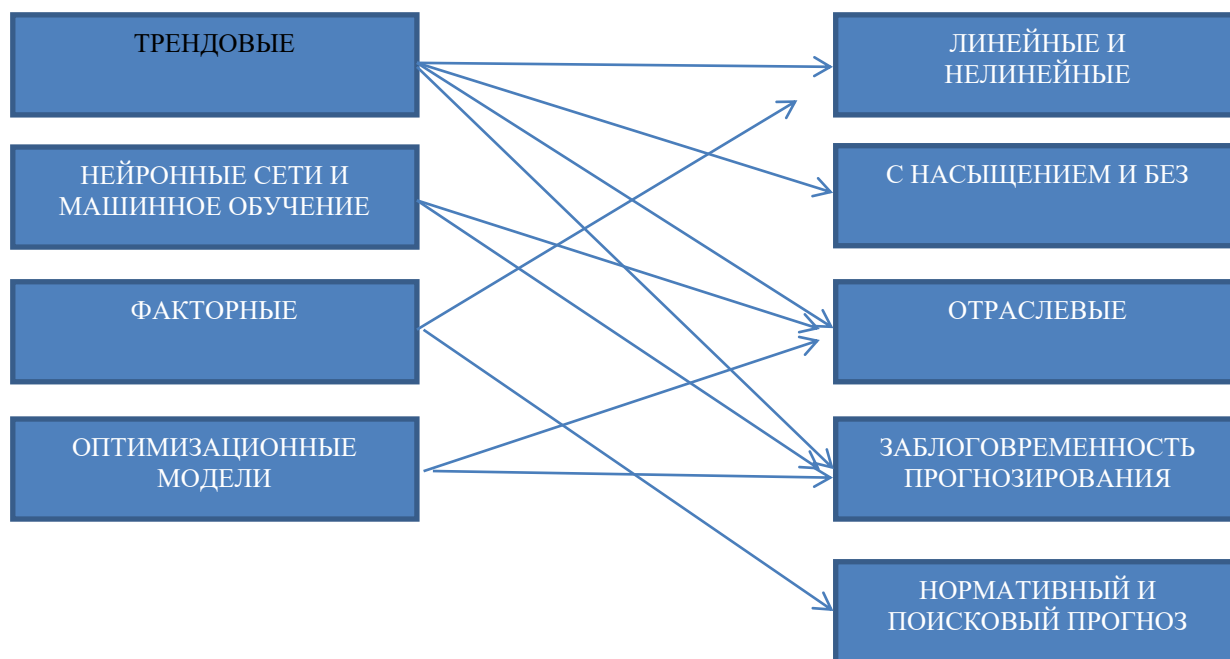 ТРЕНДОВЫЕ
НЕЙРОННЫЕ СЕТИ И
МАШИННОЕ ОБУЧЕНИЕ
ФАКТОРНЫЕ
ОПТИМИЗАЦИОННЫЕ
МОДЕЛИ
ЛИНЕЙНЫЕ И
НЕЛИНЕЙНЫЕ
С НАСЫЩЕНИЕМ И БЕЗ
ОТРАСЛЕВЫЕ
ЗАБЛОГОВРЕМЕННОСТЬ
ПРОГНОЗИРОВАНИЯ
НОРМАТИВНЫЙ И
ПОИСКОВЫЙ ПРОГНОЗ